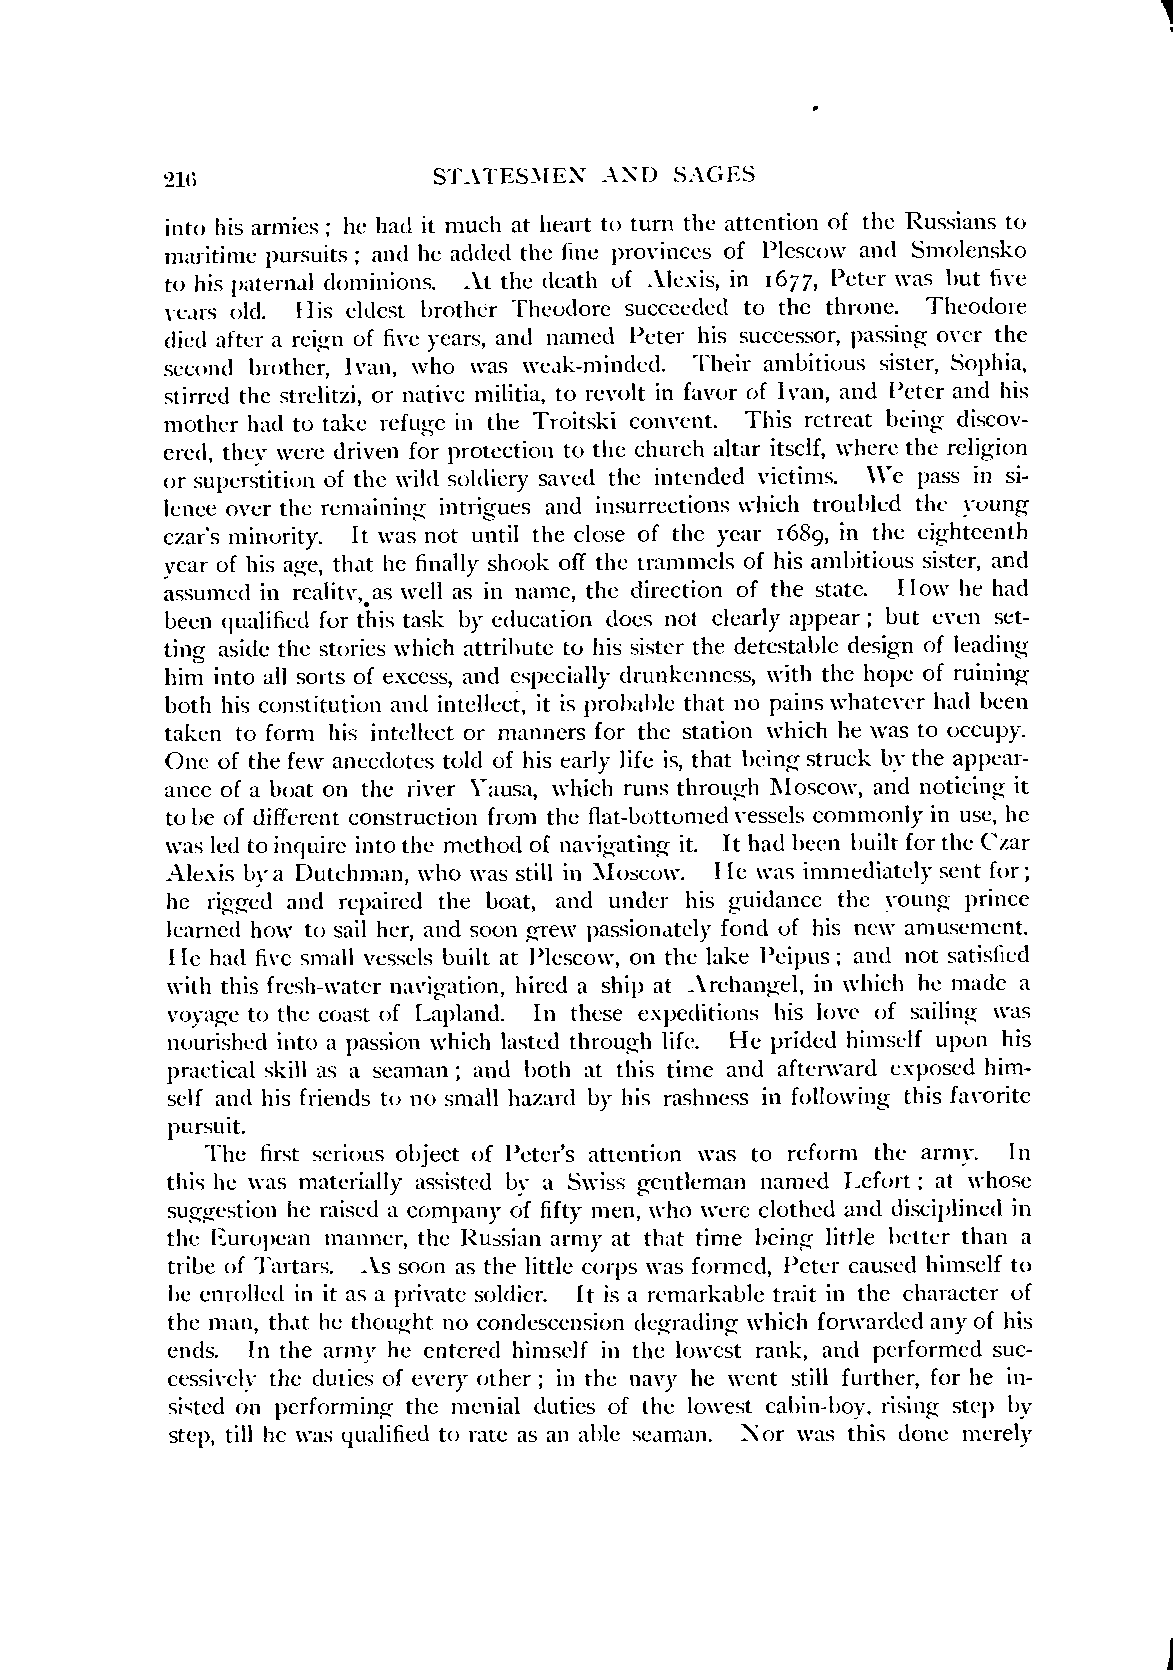 216 STATESMEN AND SAGES
into his armies; he had it much at heart to turn the attention of the Russians to
maritime pursuits; and he added the fine provinces of Plescow and Smolensko
to his paternal dominions. At the death of Alexis, in 1677, Peter was but five
years old. His eldest brother Theodore succeeded to the throne. Theodore
died after a reign of five years, and named Peter his successor, passing over the
second brother, Ivan, who was weak-minded. Their ambitious sister, Sophia,
stirred the strelitzi, or native militia, to revolt in favor of Ivan, and Peter and his
mother had to take refuge in the Troitski convent. This retreat being discov-
ered, they were driven for protection to the church altar itself, where the religion
or superstition of the wild soldiery saved the intended victims. We pass in si-
lence over the remaining intrigues and insurrections which troubled the young
czar's minority. It was not until the close of the year 1689, in the eighteenth
year of his age, that he finally shook off the trammels of his ambitious sister, and
assumed in reality, as well as in name, the direction of the state. How he had
been qualified for this task by education does not clearly appear; but even set-
ting aside the stories which attribute to his sister the detestable design of leading
him into all sorts of excess, and especially drunkenness, with the hope of ruining
both his constitution and intellect, it is probable that no pains whatever had been
taken to form his intellect or manners for the station which he was to occupy.
One of the few anecdotes told of his early life is, that being struck by the appear-
ance of a boat on the river Yausa, which runs through Moscow, and noticing it
to be of different construction from the flat-bottomed vessels commonly in use, he
was led to inquire into the method of navigating it. It had been built for the Czar
Alexis by a Dutchman, who was still in Moscow. He was immediately sent for;
he rigged and repaired the boat, and under his guidance the young prince
learned how to sail her, and soon grew passionately fond of his new amusement.
He had five small vessels built at Plescow, on the lake Peipus; and not satisfied
with this fresh-water navigation, hired a ship at Archangel, in which he made a
voyage to the coast of Lapland. In these expeditions his love of sailing was
nourished into a passion which lasted through life. He prided himself upon his
practical skill as a seaman; and both at this time and afterward exposed him-
self and his friends to no small hazard by his rashness in following this favorite
pursuit.
The first serious object of Peter's attention was to reform the army. In
this he was materially assisted by a Swiss gentleman named Lefort; at whose
suggestion he raised a company of fifty men, who were clothed and disciplined in
the European manner, the Russian army at that time being little better than a
tribe of Tartars. As soon as the little corps was formed, Peter caused himself to
be enrolled in it as a private soldier. It is a remarkable trait in the character of
the man, that he thought no condescension degrading which forwarded any of his
ends. In the army he entered himself in the lowest rank, and performed suc-
cessively the duties of every other; in the navy he went still further, for he in-
sisted on performing the menial duties of the lowest cabin-boy, rising step by
step, till he was qualified to rate as an able seaman. Nor was this done merely